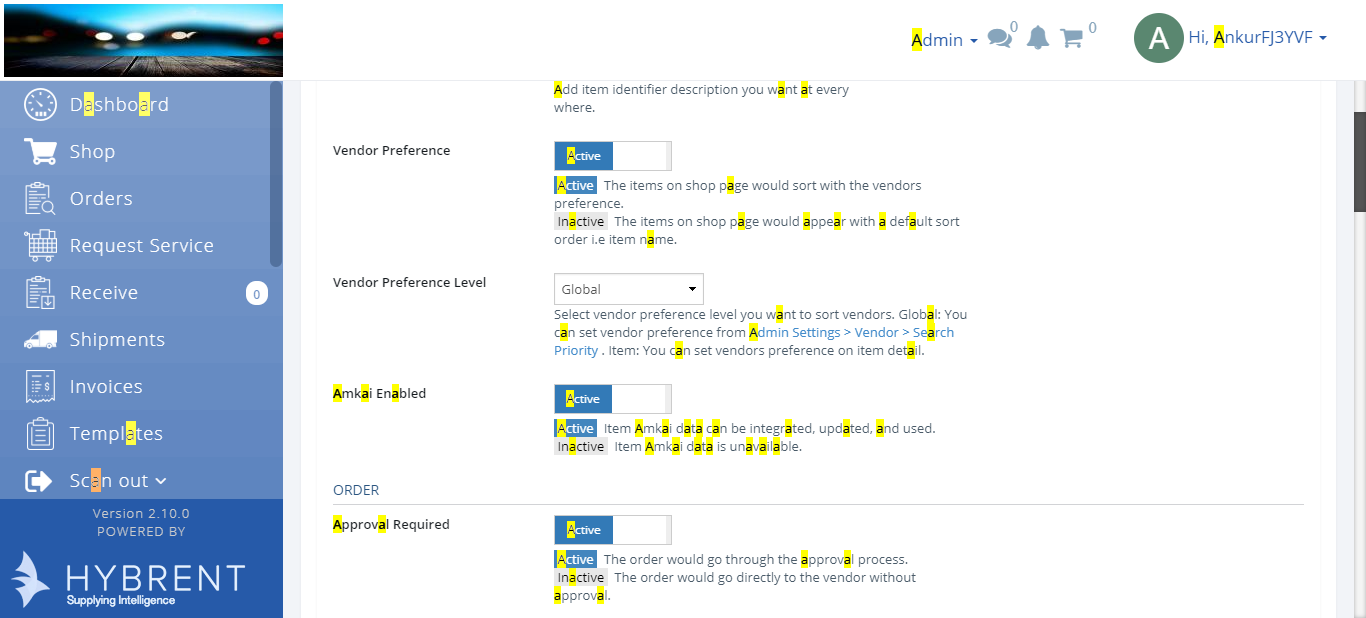 Admin
0
0
A
Hi, AnkurFJ3YVF
Dashboard
Shop
Orders
Request Service
Receive
0
Shipments
Invoices
Templates
Scan out
Version 2.10.0
POWERED BY
HYBRENT
Supplying Intelligence
Add item identifier description you want at every
where.
Vendor Preference
Active
Active The items on shop page would sort with the vendors
preference.
Inactive The items on shop page would appear with a default sort
order i.e item name.
Vendor Preference Level
Global
Select vendor preference level you want to sort vendors. Global: You
can set vendor preference from Admin Settings > Vendor > Search
Priority . Item: You can set vendors preference on item detail.
Amkai Enabled
Active
Active Item Amkai data can be integrated, updated, and used.
Inactive Item Amkai data is unavailable.
ORDER
Approval Required
Active
Active The order would go through the approval process.
Inactive The order would go directly to the vendor without
approval.